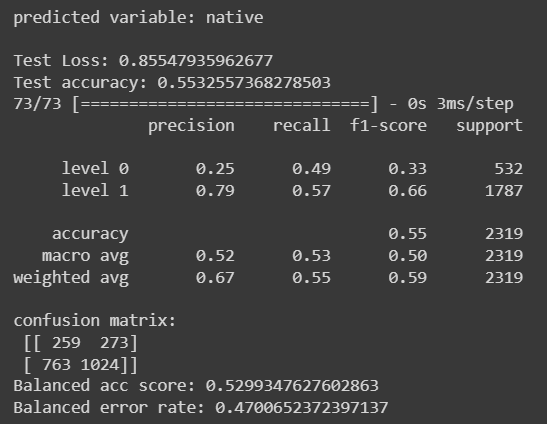 predicted variable: native
Test Loss: 0.85547935962677
Test accuracy: 0.5532557368278503
73/73 [==============================] - 0s 3ms/step
precision    recall  f1-score   support
level 0       0.25      0.49      0.33       532
level 1       0.79      0.57      0.66      1787
accuracy                           0.55      2319
macro avg       0.52      0.53      0.50      2319
weighted avg       0.67      0.55      0.59      2319
confusion matrix:
[[ 259  273]
[ 763 1024]]
Balanced acc score: 0.5299347627602863
Balanced error rate: 0.4700652372397137